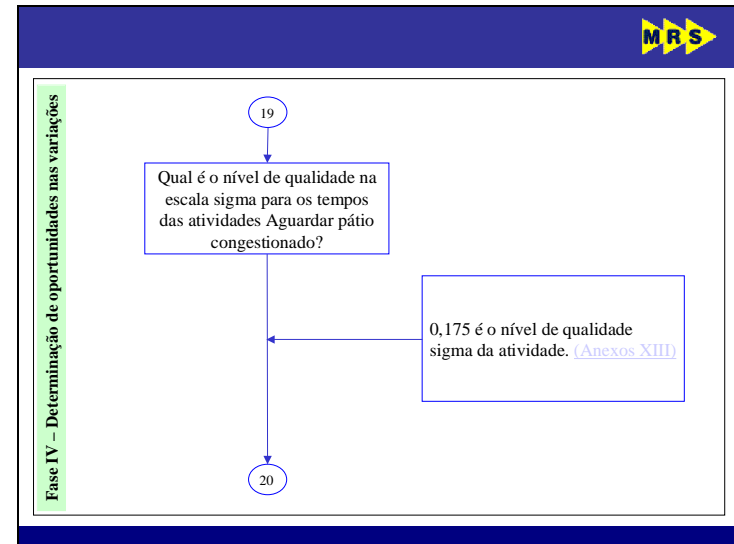 MRS
Fase IV – Determinação de oportunidades nas variações
19
Qual é o nível de qualidade na
escala sigma para os tempos
das atividades Aguardar pátio
congestionado?
0,175 é o nível de qualidade
sigma da atividade. (Anexos XIII)
20